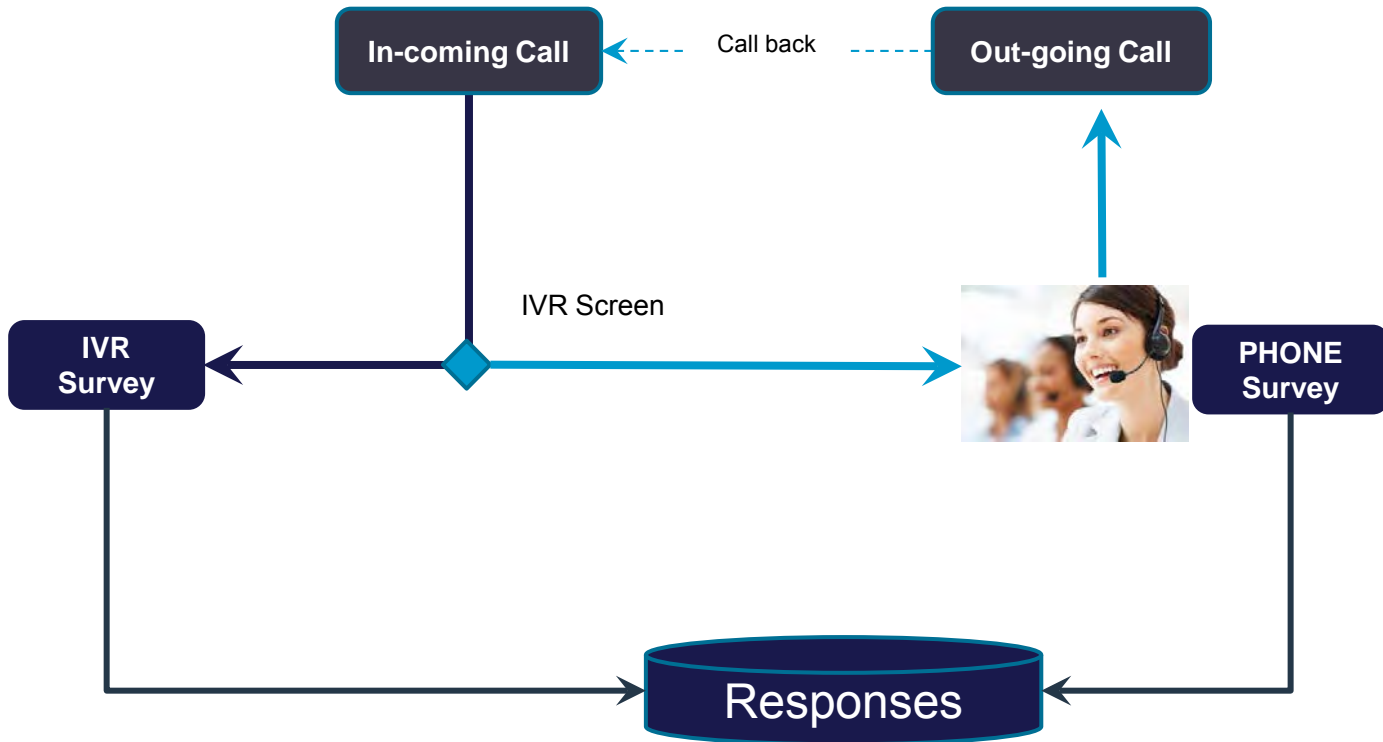 In-coming Call
Call back
Out-going Call
IVR Screen
IVR
Survey
PHONE
Survey
Responses